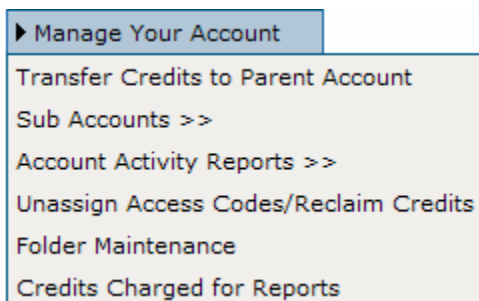 Manage Your Account
Transfer Credits to Parent Account
Sub Accounts >>
Account Activity Reports >>
Unassign Access Codes/Reclaim Credits
Folder Maintenance
Credits Charged for Reports